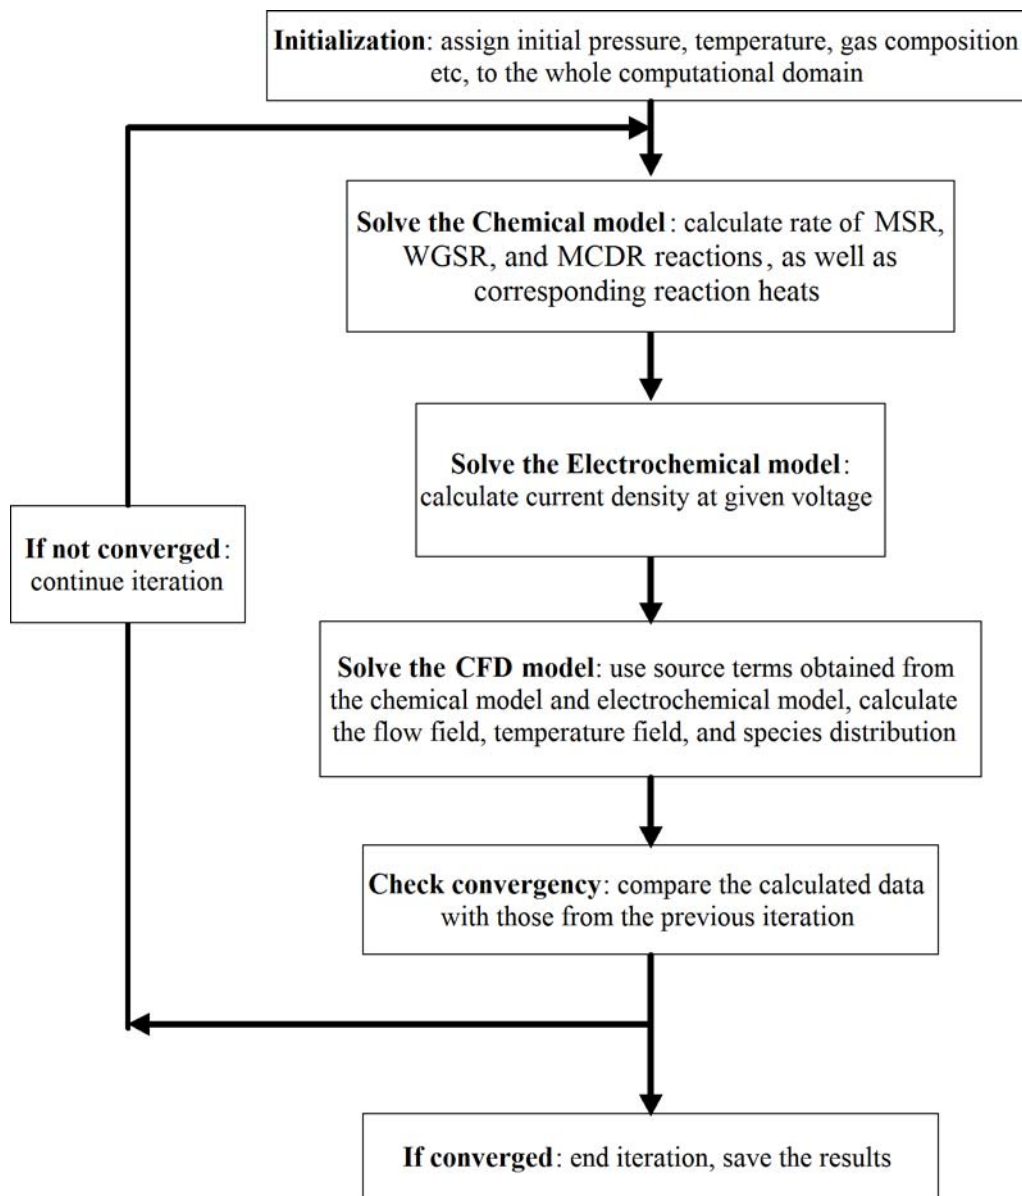 Initialization: assign initial pressure, temperature, gas composition
etc, to the whole computational domain
Solve the Chemical model: calculate rate of MSR,
WGSR, and MCDR reactions, as well as
corresponding reaction heats
Solve the Electrochemical model:
calculate current density at given voltage
If not converged:
continue iteration
Solve the CFD model: use source terms obtained from
the chemical model and electrochemical model, calculate
the flow field, temperature field, and species distribution
Check convergency: compare the calculated data
with those from the previous iteration
If converged: end iteration, save the results